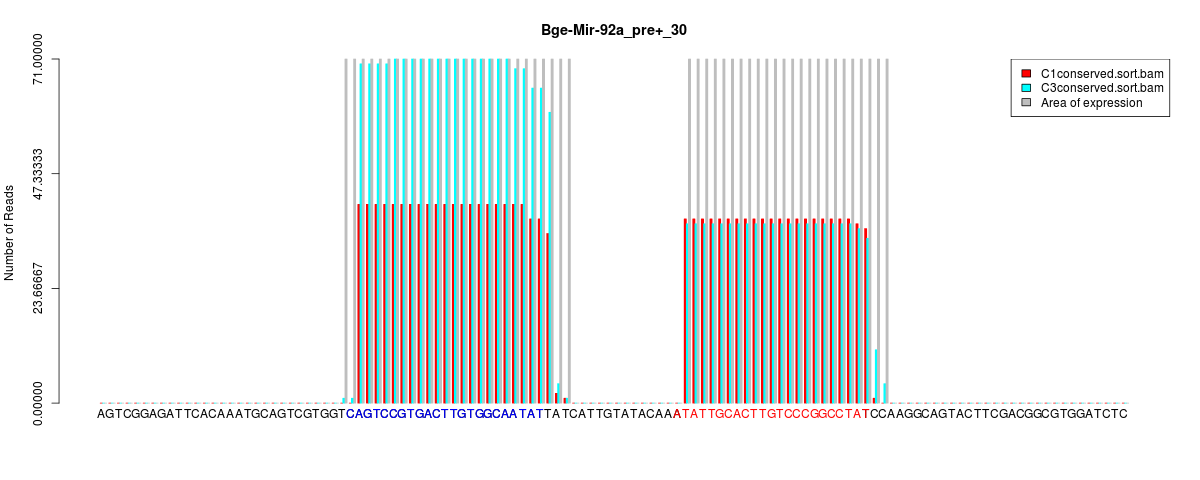 Bge-Mir-92a_pre+_30
C1conserved.sort.bam
C3conserved.sort.bam
Area of expression
Number of Reads
71.00000
47.33333
23.66667
0.00000
AGTCGGAGATTCACAAATGCAGTCGTGGTCAGTCCGTGACTTGTGGCAATATTATCATTGTATACAAATATTGCACTTGTCCCGGCCTATCCAAGGCAGTACTTCGACGGCGTGGATCTC